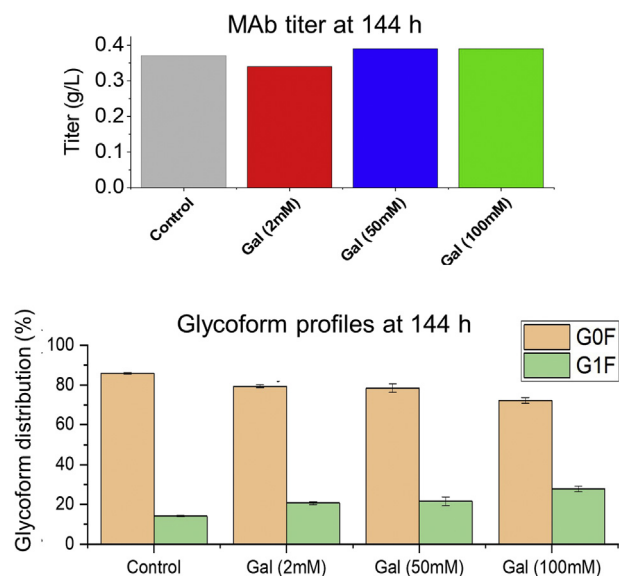 MAb titer at 144 h
Titer (g/L)
0.4
0.3
0.2
0.1
0.0
Control
Gal (2mM)
Gal (50mM)
Gal (100mM)
Glycoform profiles at 144 h
G0F
G1F
Glycoform distribution (%)
100
80
60
40
20
0
Control
Gal (2mM)
Gal (50mM)
Gal (100mM)